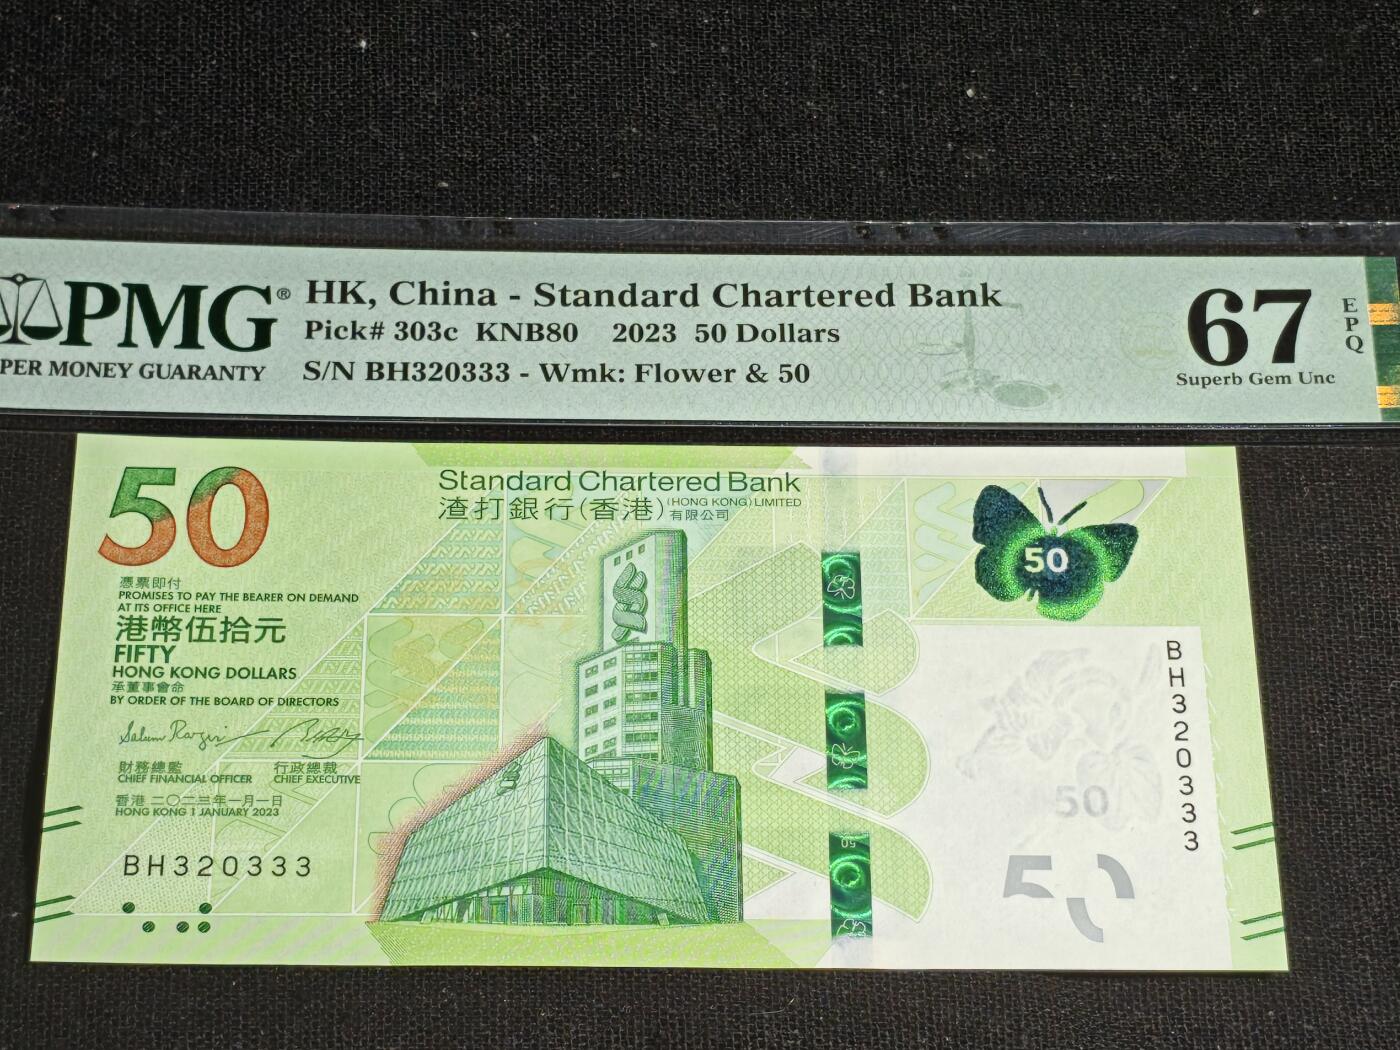 PMG® HK, China - Standard Chartered Bank
Pick# 303c KNB80 2023 50 Dollars
PER MONEY GUARANTY S/N BH320333 - Wmk: Flower & 50
67 EPQ
Superb Gem Unc
50
Standard Chartered Bank
(HONG KONG) LIMITED
渣打銀行(香港)有限公司
憑票即付
PROMISES TO PAY THE BEARER ON DEMAND
AT ITS OFFICE HERE
港幣伍拾元
FIFTY
HONG KONG DOLLARS
承董事會命
BY ORDER OF THE BOARD OF DIRECTORS
財務總監 行政總裁
CHIEF FINANCIAL OFFICER CHIEF EXECUTIVE
香港 二〇二三年一月一日
HONG KONG 1 JANUARY 2023
BH320333
50
50
BH320333
50
50